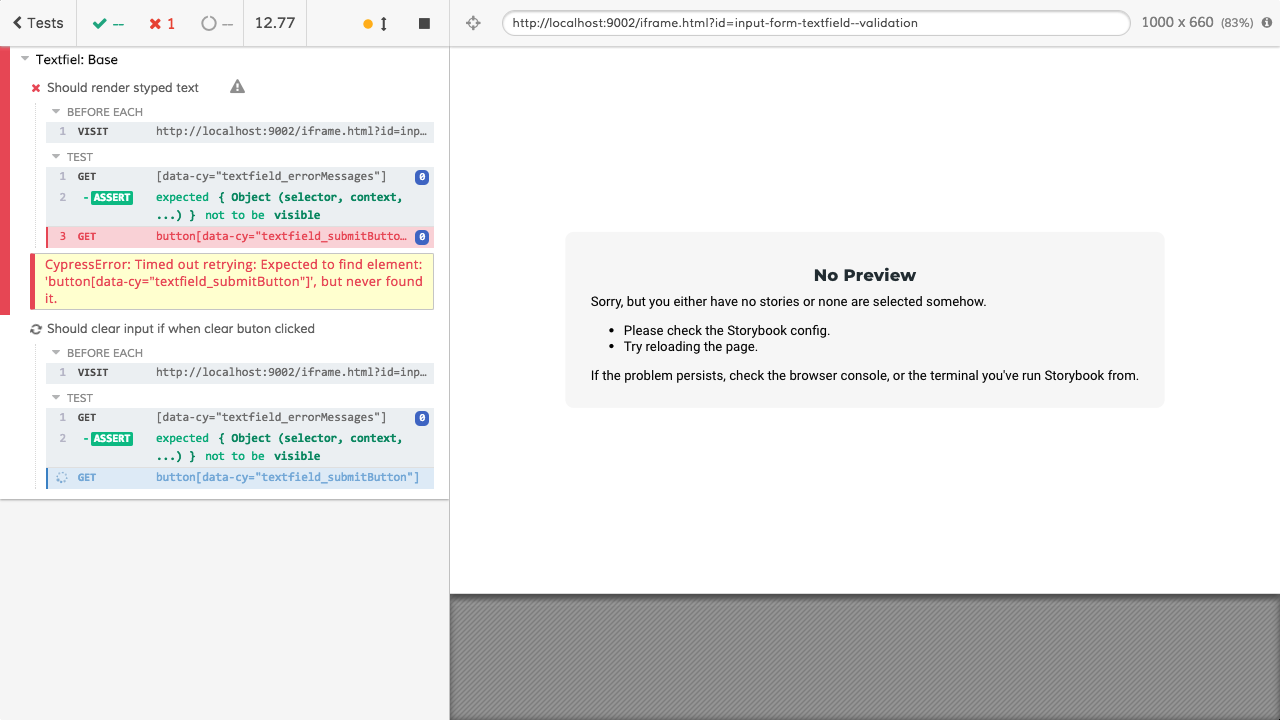 Tests
--
1
--
12.77
http://localhost:9002/iframe.html?id=input-form-textfield--validation
1000 x 660 (83%)
Textfiel: Base
Should render styped text
BEFORE EACH
1 VISIT http://localhost:9002/iframe.html?id=inp…
TEST
1 GET [data-cy="textfield_errorMessages"] 0
2 - ASSERT expected { Object (selector, context,
...) } not to be visible
3 GET button[data-cy="textfield_submitButto… 0
CypressError: Timed out retrying: Expected to find element:
'button[data-cy="textfield_submitButton"]', but never found
it.
Should clear input if when clear buton clicked
BEFORE EACH
1 VISIT http://localhost:9002/iframe.html?id=inp…
TEST
1 GET [data-cy="textfield_errorMessages"] 0
2 - ASSERT expected { Object (selector, context,
...) } not to be visible
GET button[data-cy="textfield_submitButton"]
No Preview
Sorry, but you either have no stories or none are selected somehow.
• Please check the Storybook config.
• Try reloading the page.
If the problem persists, check the browser console, or the terminal you've run Storybook from.